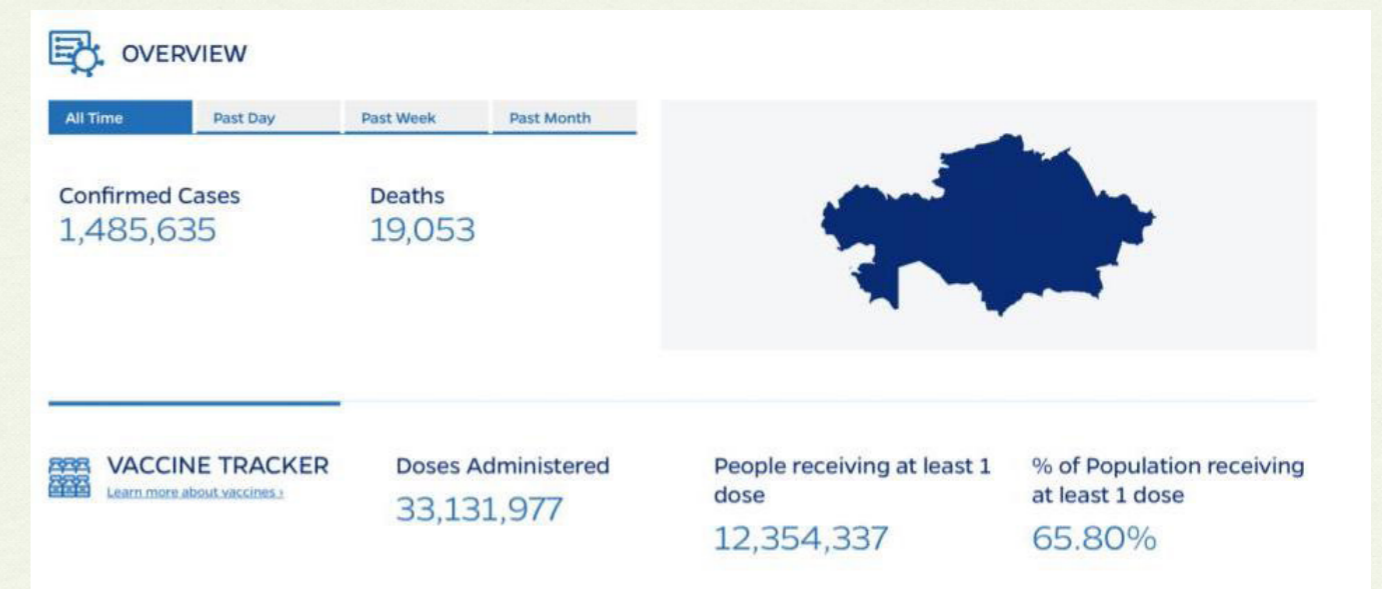 OVERVIEW
All Time Past Day Past Week Past Month
Confirmed Cases Deaths
1,485,635 19,053
VACCINE TRACKER
Learn more about vaccines ›
Doses Administered
33,131,977
People receiving at least 1
dose
12,354,337
% of Population receiving
at least 1 dose
65.80%